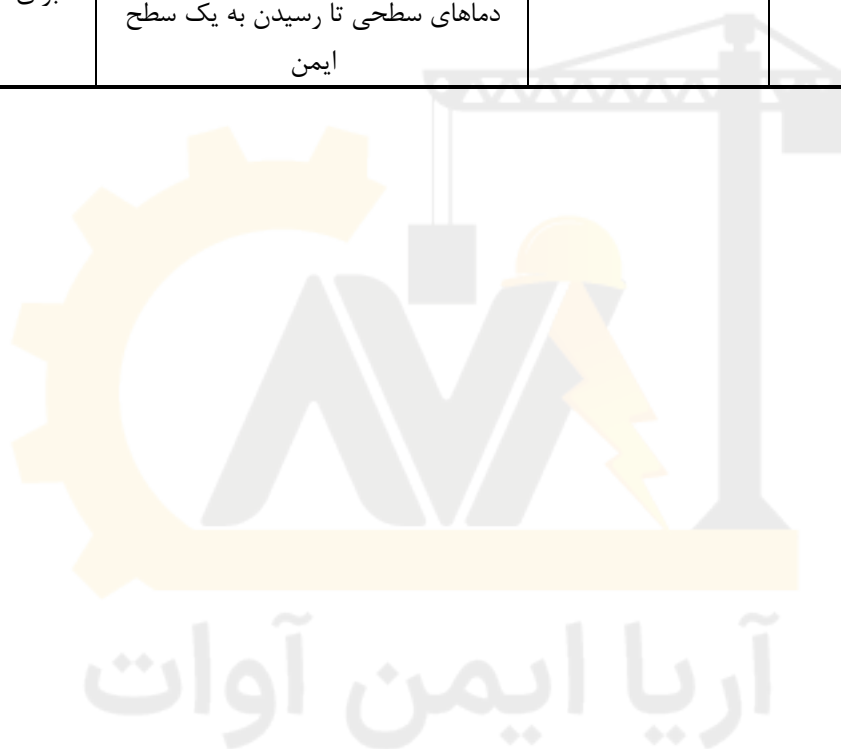 دماهای سطحی تا رسیدن به یک سطح
ایمن
آریا ایمن آوات